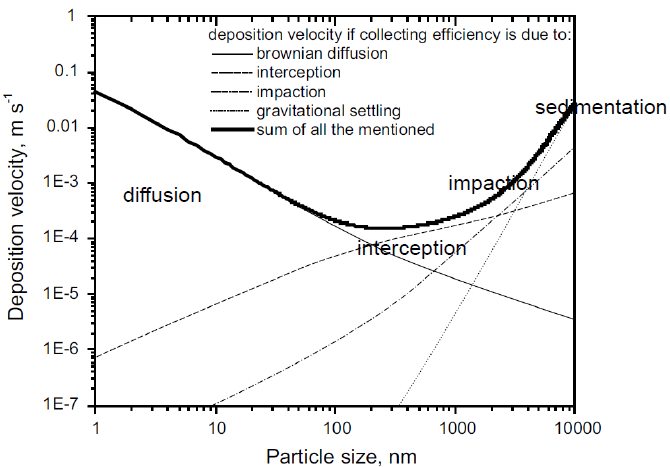 deposition velocity if collecting efficiency is due to:
brownian diffusion
interception
impaction
gravitational settling
sum of all the mentioned
sedimentation
impaction
diffusion
interception
Deposition velocity, m s⁻¹
1
0.1
0.01
1E-3
1E-4
1E-5
1E-6
1E-7
1 10 100 1000 10000
Particle size, nm